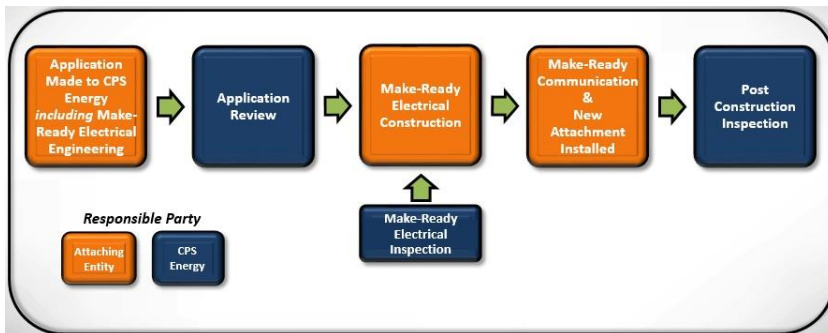 Application
Made to CPS
Energy
including Make-
Ready Electrical
Engineering
Application
Review
Make-Ready
Electrical
Construction
Make-Ready
Communication
&
New
Attachment
Installed
Post
Construction
Inspection
Make-Ready
Electrical
Inspection
Responsible Party
Attaching
Entity
CPS
Energy